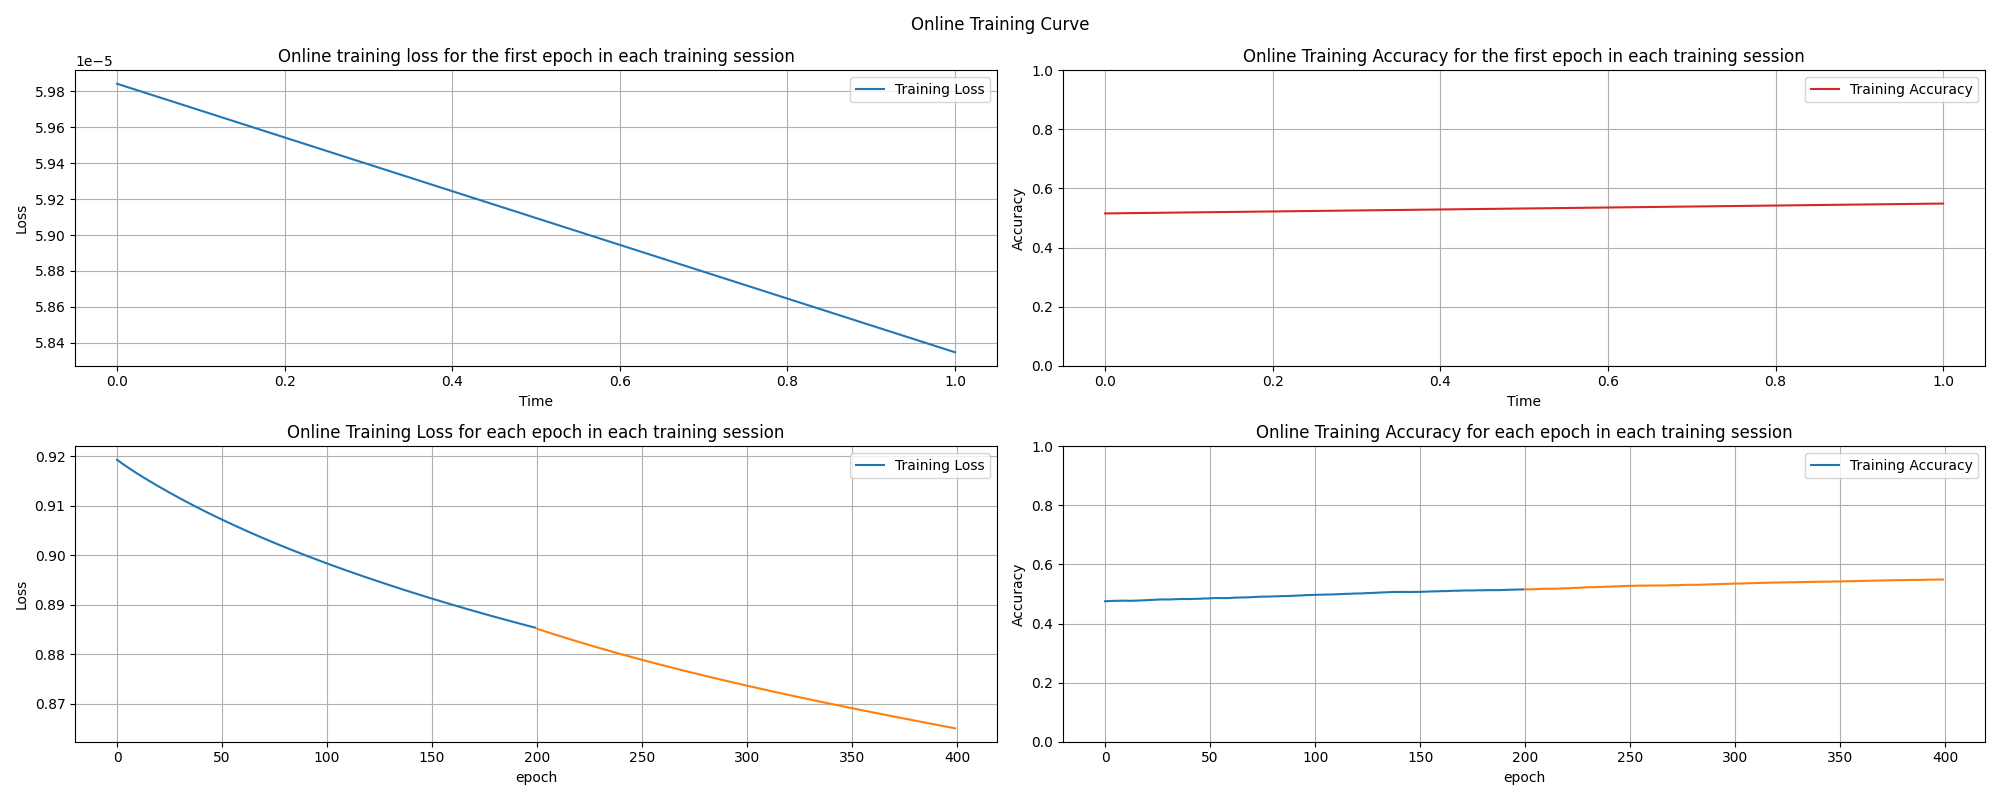 Online Training Curve
Online training loss for the first epoch in each training session
1e−5
Training Loss
5.98
5.96
5.94
5.92
5.90
5.88
5.86
5.84
Loss
0.0 0.2 0.4 0.6 0.8 1.0
Time
Online Training Accuracy for the first epoch in each training session
Training Accuracy
1.0
0.8
0.6
0.4
0.2
0.0
Accuracy
0.0 0.2 0.4 0.6 0.8 1.0
Time
Online Training Loss for each epoch in each training session
Training Loss
0.92
0.91
0.90
0.89
0.88
0.87
Loss
0 50 100 150 200 250 300 350 400
epoch
Online Training Accuracy for each epoch in each training session
Training Accuracy
1.0
0.8
0.6
0.4
0.2
0.0
Accuracy
0 50 100 150 200 250 300 350 400
epoch